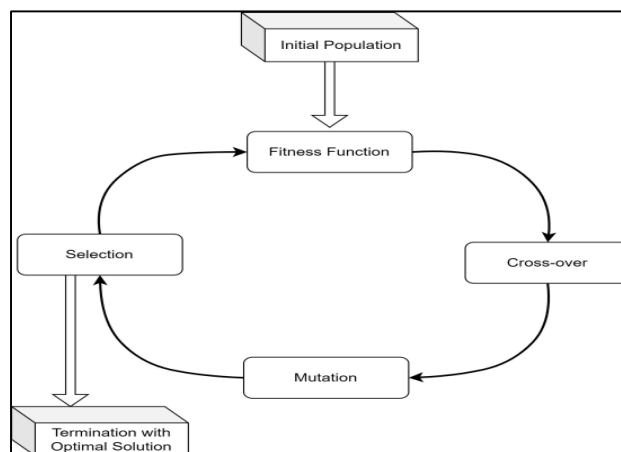 Initial Population
Fitness Function
Selection
Cross-over
Mutation
Termination with
Optimal Solution